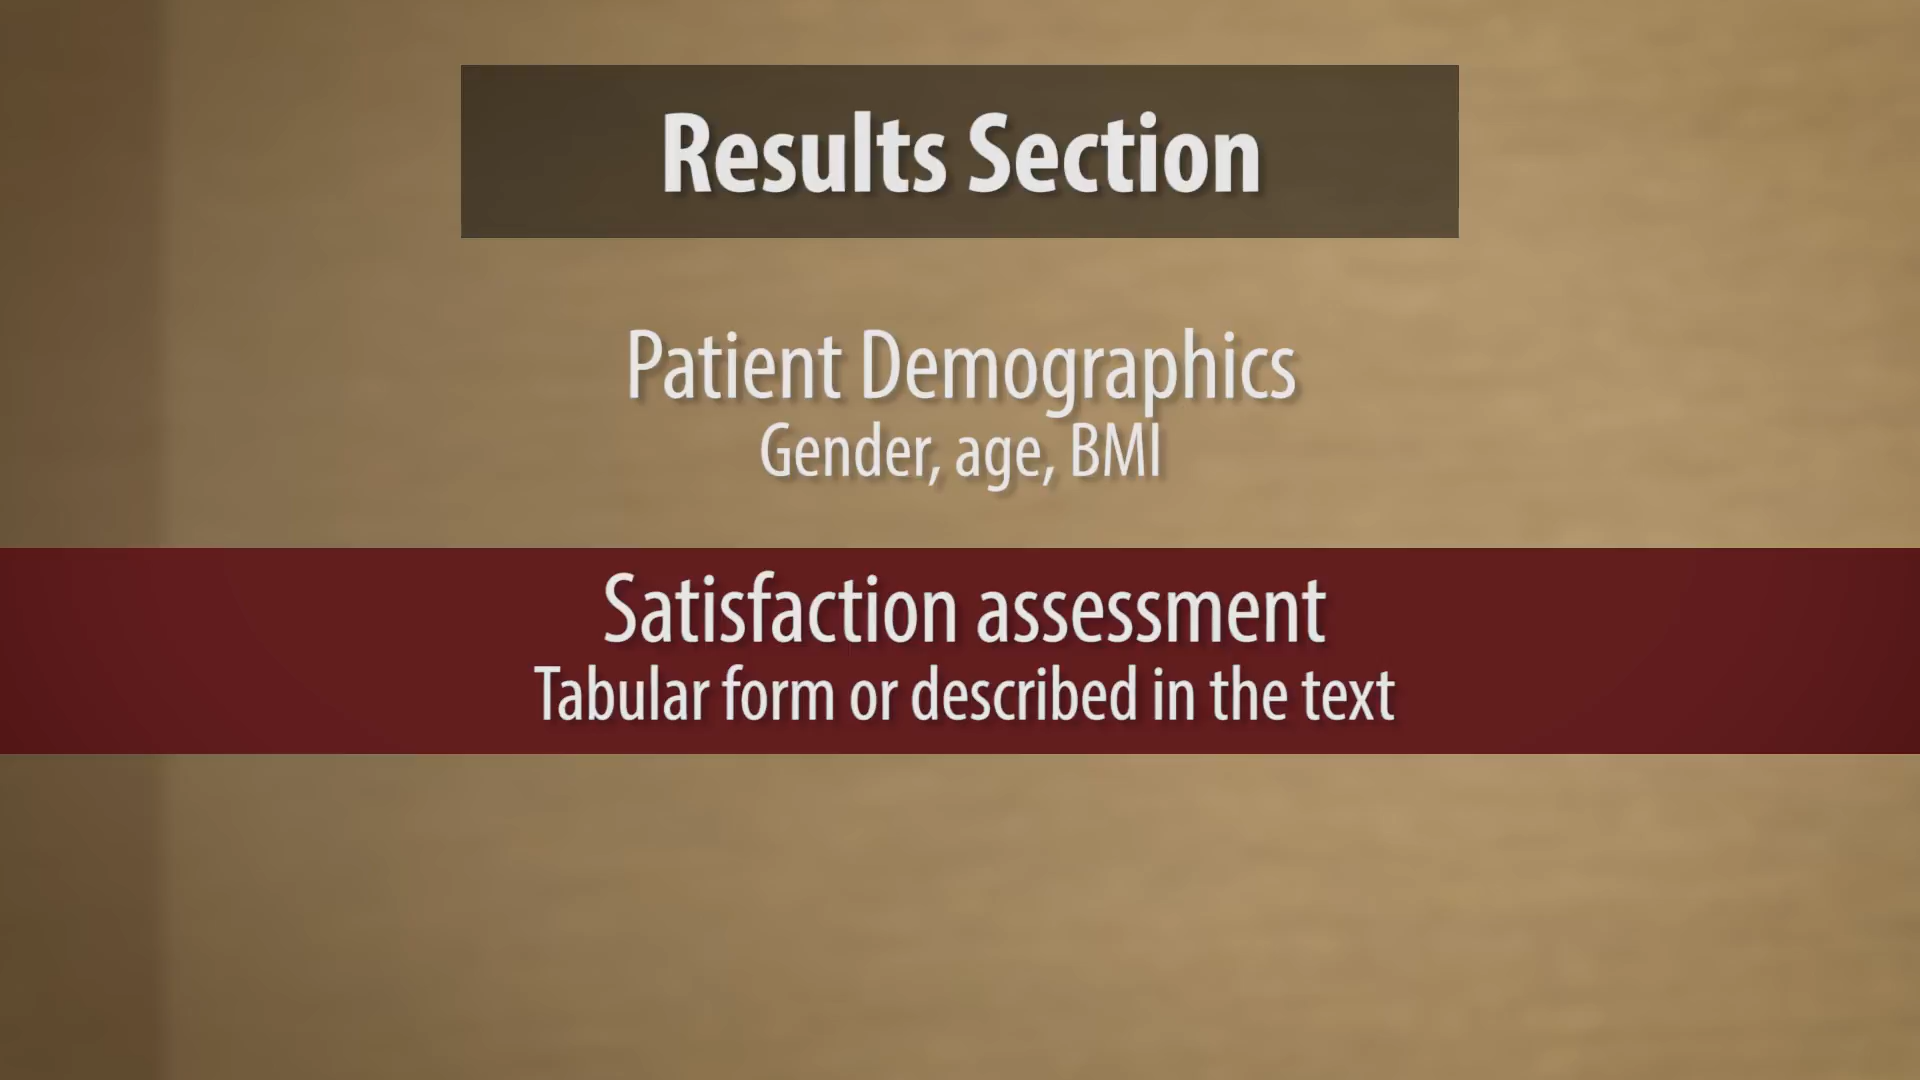 Results Section
Patient Demographics
Gender, age, BMI
Satisfaction assessment
Tabular form or described in the text